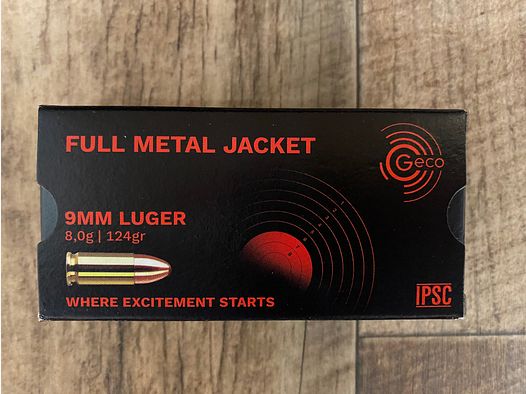 FULL METAL JACKET
Geco
9MM LUGER
8,0g | 124gr
WHERE EXCITEMENT STARTS
IPSC